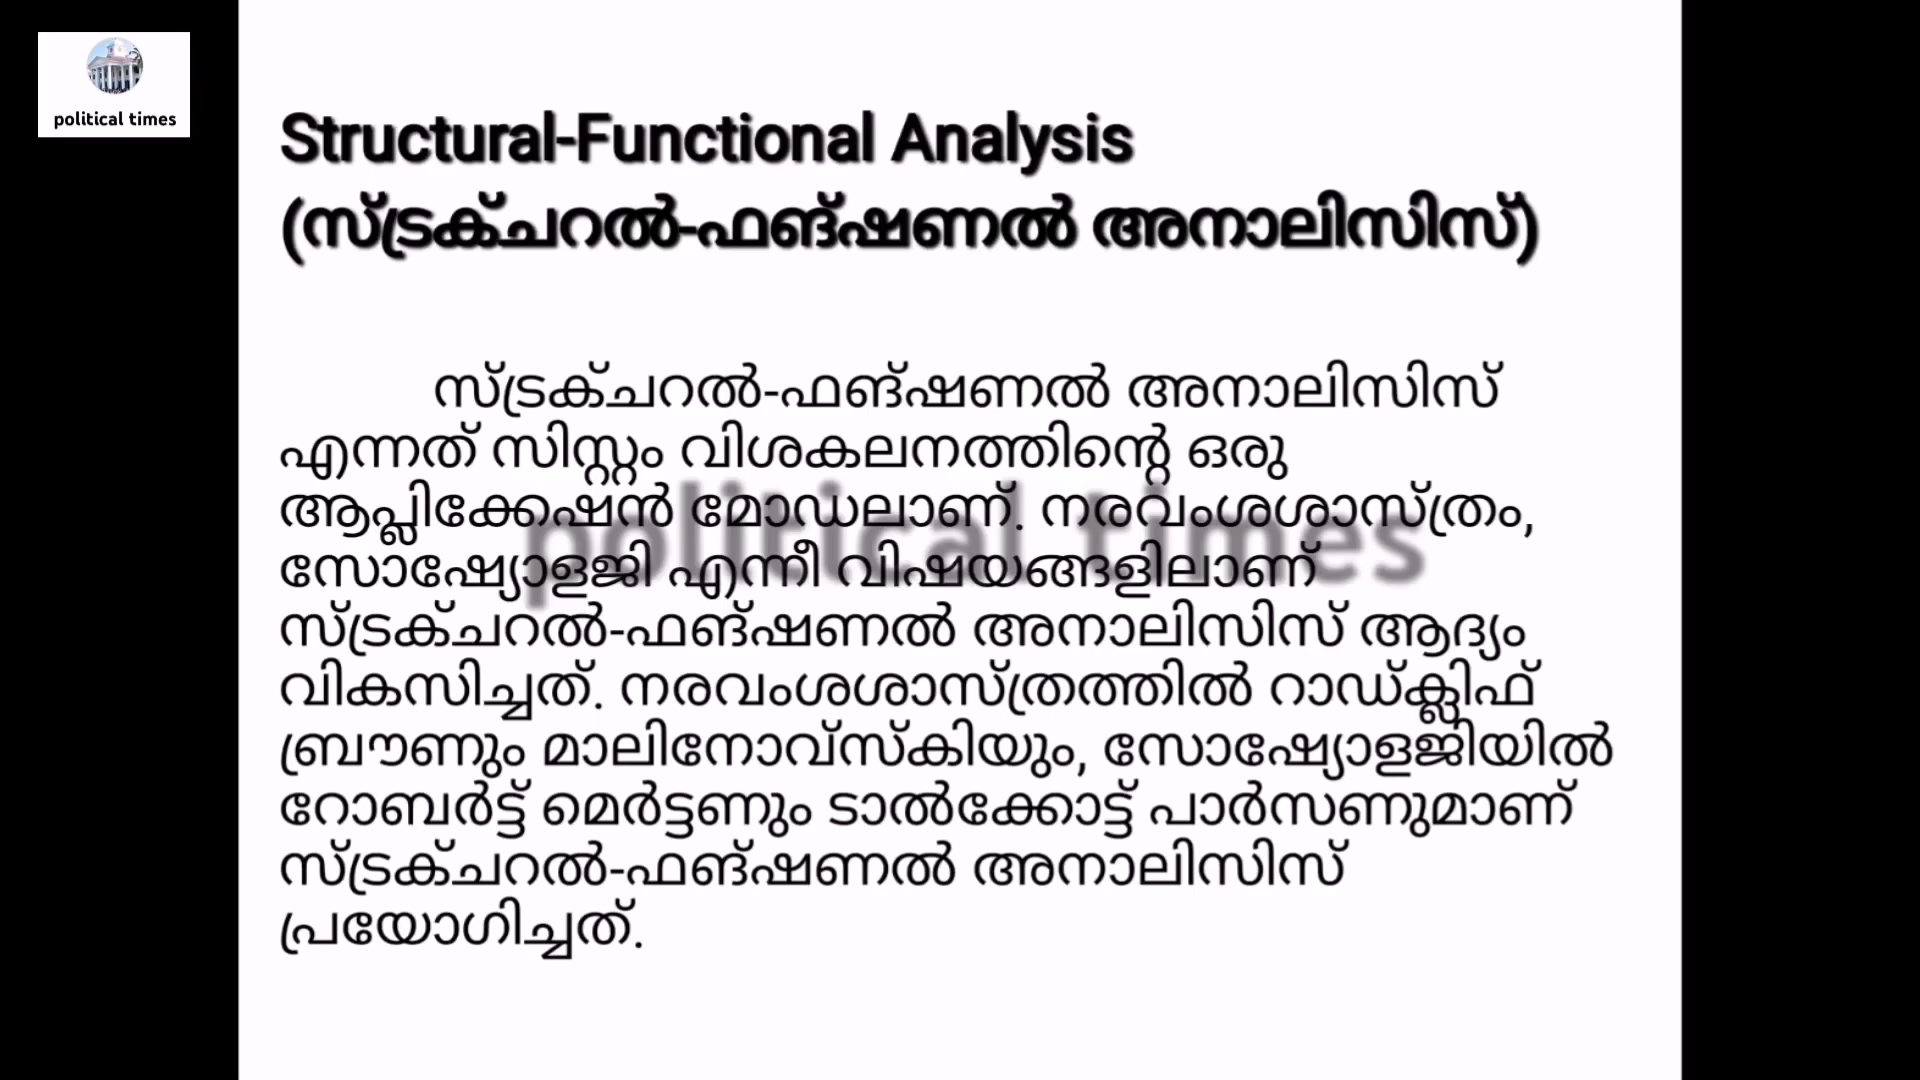 political times
Structural-Functional Analysis
(സ്ട്രക്ചറൽ-ഫങ്ഷണൽ അനാലിസിസ്)
സ്ട്രക്ചറൽ-ഫങ്ഷണൽ അനാലിസിസ്
എന്നത് സിസ്റ്റം വിശകലനത്തിന്റെ ഒരു
ആപ്ലിക്കേഷൻ മോഡലാണ്. നരവംശശാസ്ത്രം,
political times
സോഷ്യോളജി എന്നീ വിഷയങ്ങളിലാണ്
സ്ട്രക്ചറൽ-ഫങ്ഷണൽ അനാലിസിസ് ആദ്യം
വികസിച്ചത്. നരവംശശാസ്ത്രത്തിൽ റാഡ്ക്ലിഫ്
ബ്രൗണും മാലിനോവ്സ്കിയും, സോഷ്യോളജിയിൽ
റോബർട്ട് മെർട്ടണും ടാൽക്കോട്ട് പാർസണുമാണ്
സ്ട്രക്ചറൽ-ഫങ്ഷണൽ അനാലിസിസ്
പ്രയോഗിച്ചത്.